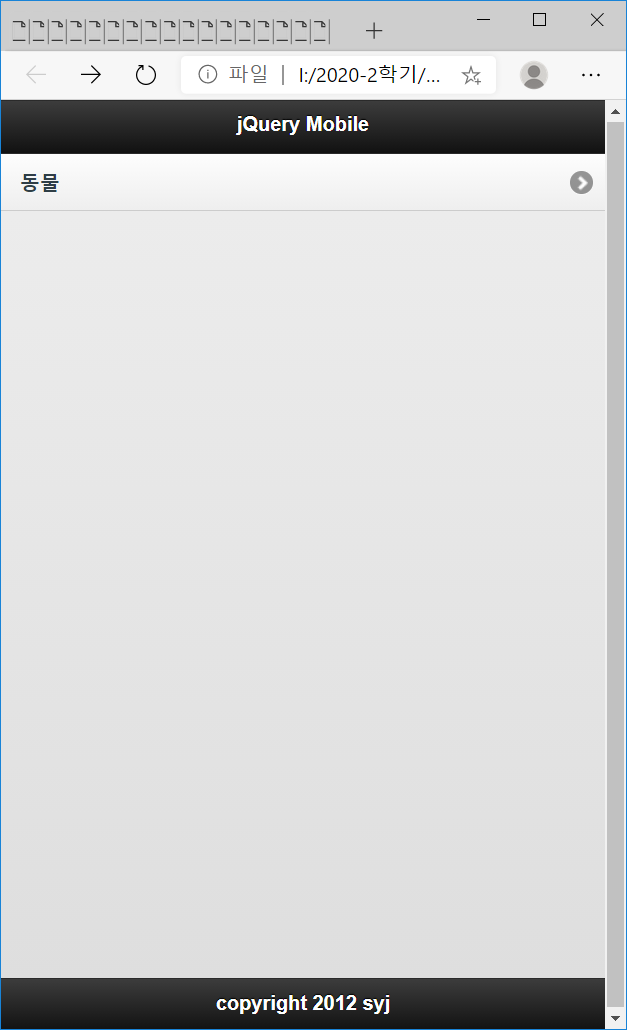 파일 | I:/2020-2학기/...
jQuery Mobile
동물
copyright 2012 syj